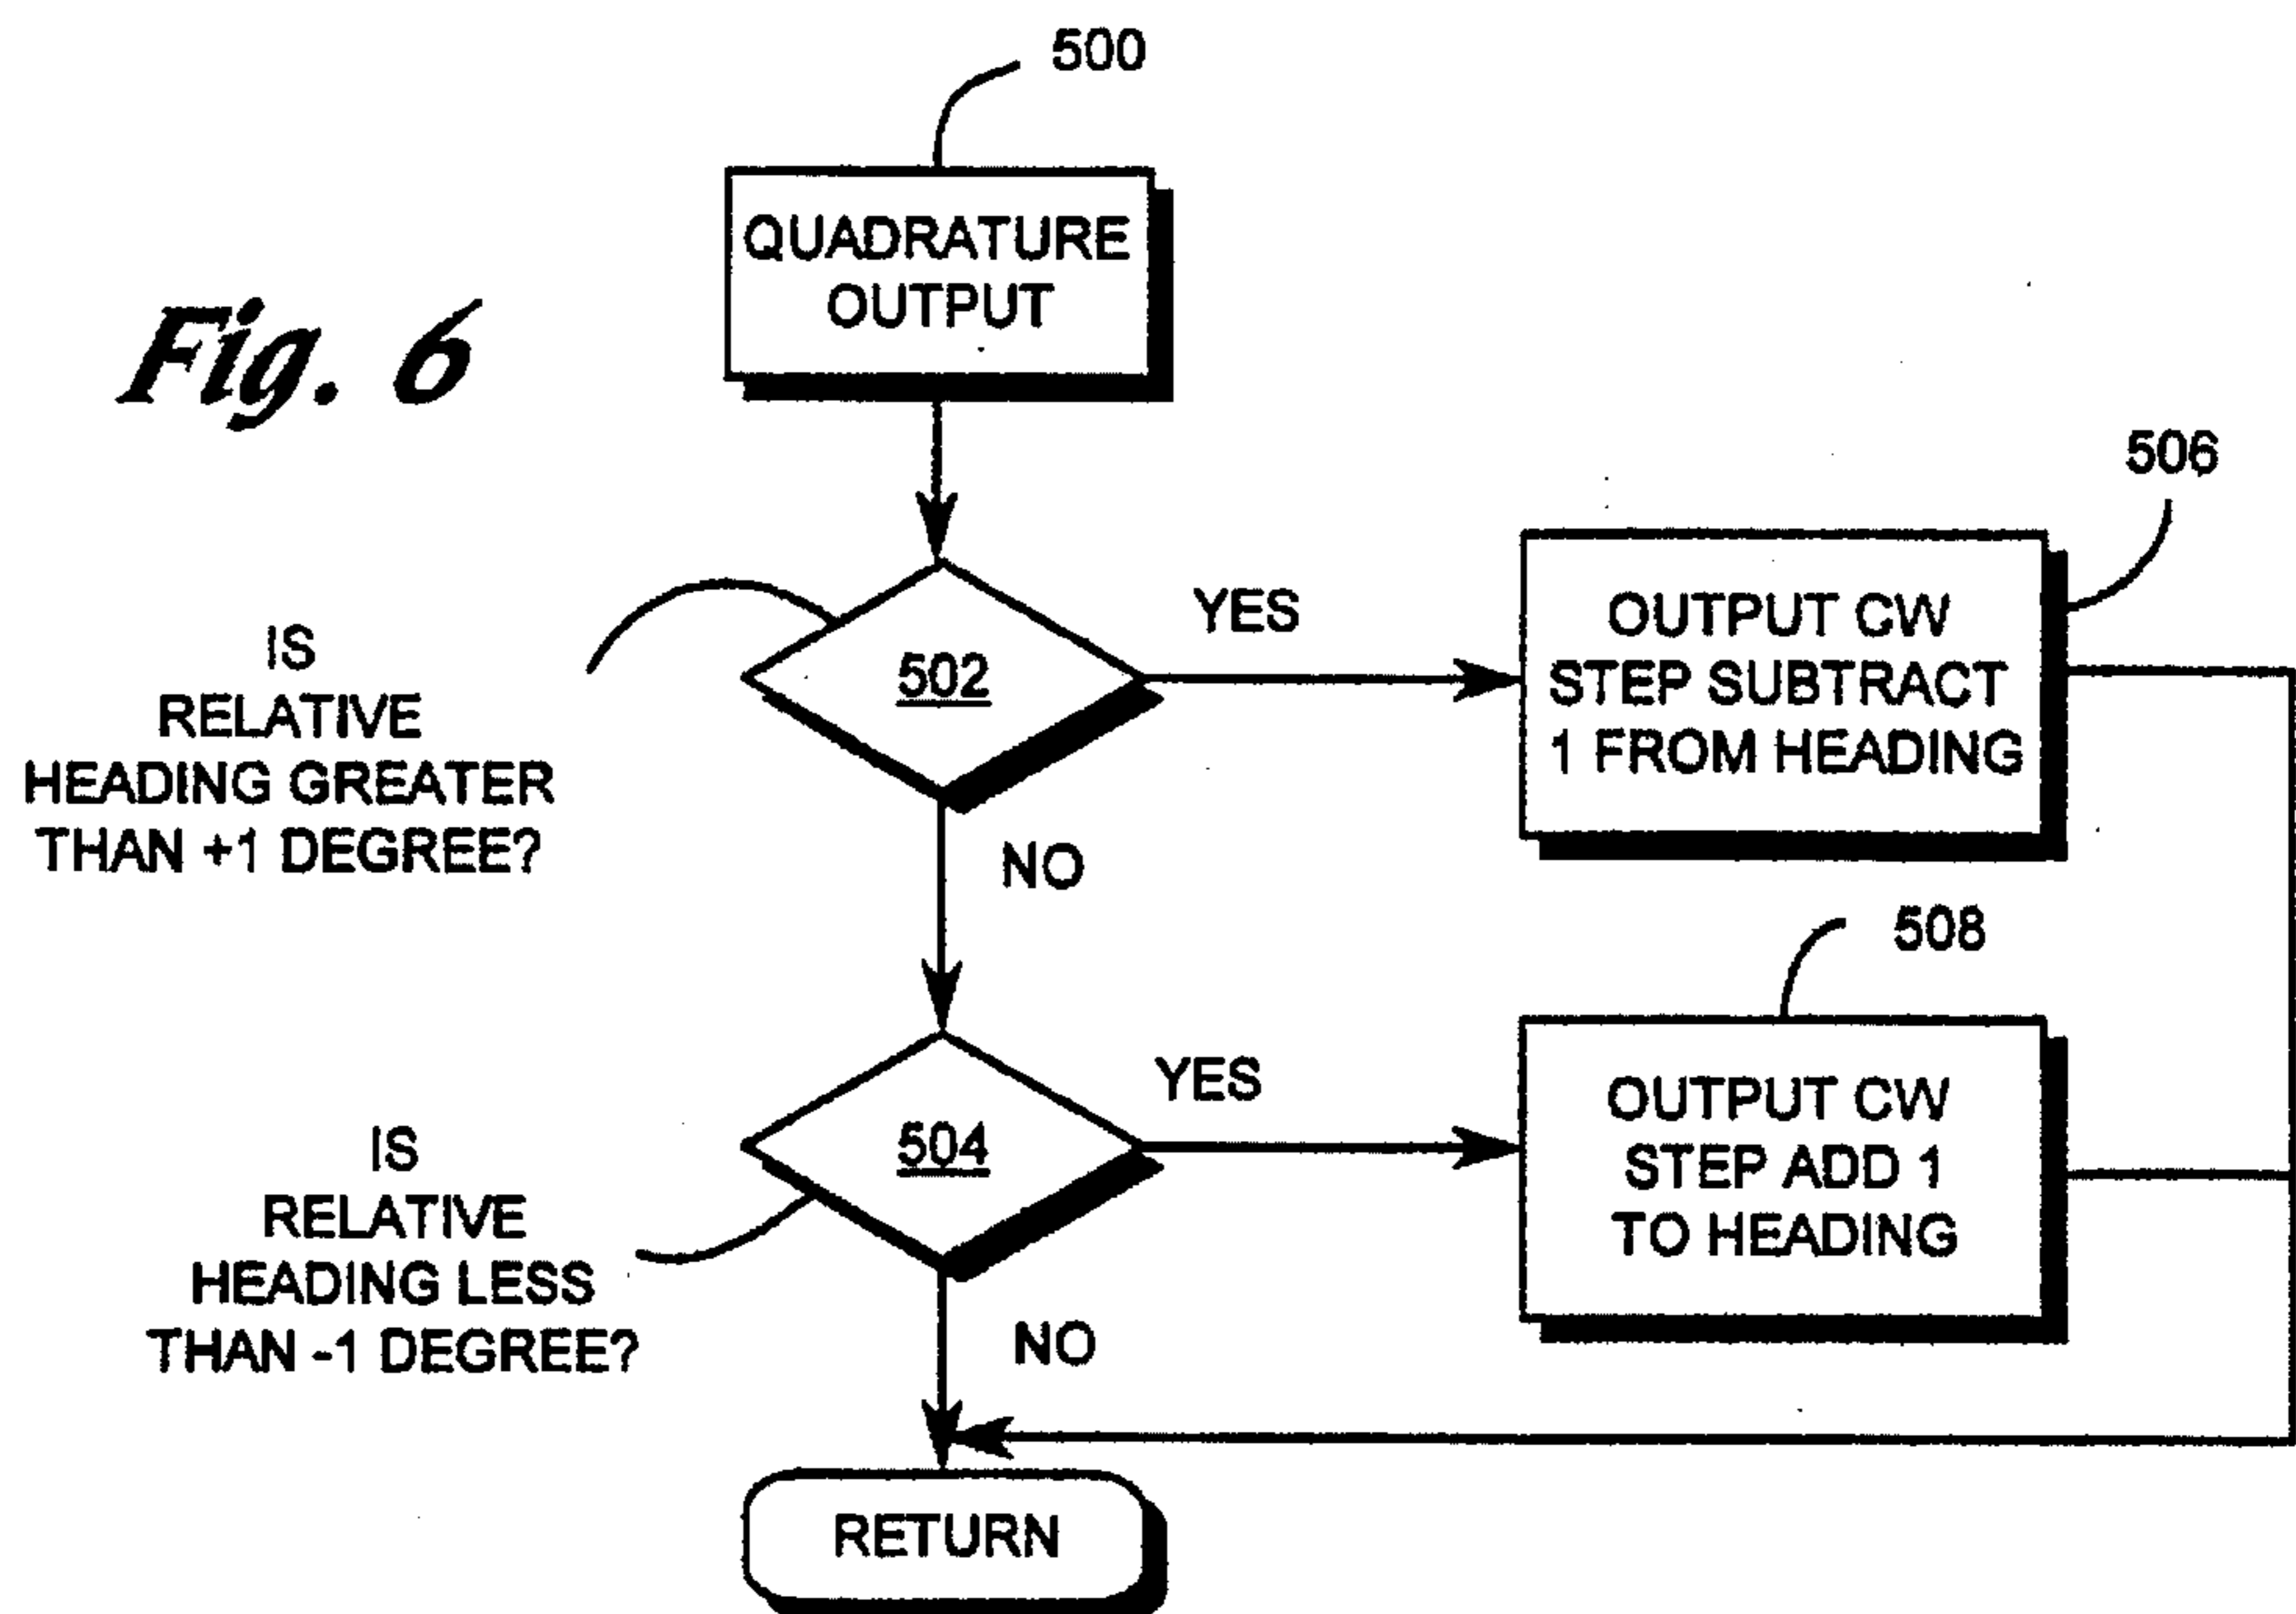 500
QUADRATURE
OUTPUT
Fig. 6
506
IS
RELATIVE
HEADING GREATER
THAN +1 DEGREE?
502
YES
OUTPUT CW
STEP SUBTRACT
1 FROM HEADING
NO
508
IS
RELATIVE
HEADING LESS
THAN -1 DEGREE?
504
YES
OUTPUT CW
STEP ADD 1
TO HEADING
NO
RETURN